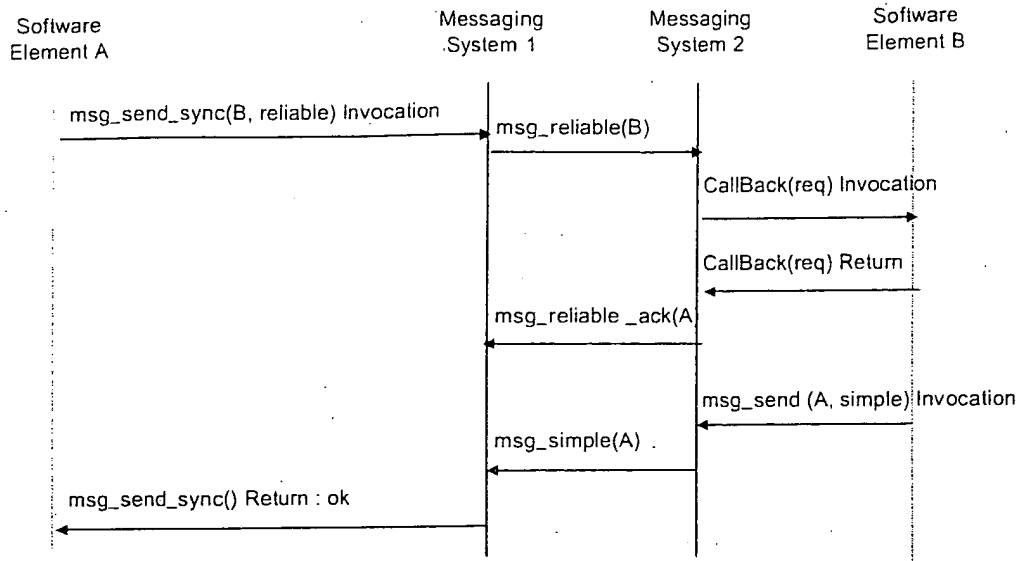 Software
Element A
Messaging
System 1
Messaging
System 2
Software
Element B
msg_send_sync(B, reliable) Invocation
msg_reliable(B)
CallBack(req) Invocation
CallBack(req) Return
msg_reliable _ack(A
msg_send (A, simple) Invocation
msg_simple(A)
msg_send_sync() Return : ok